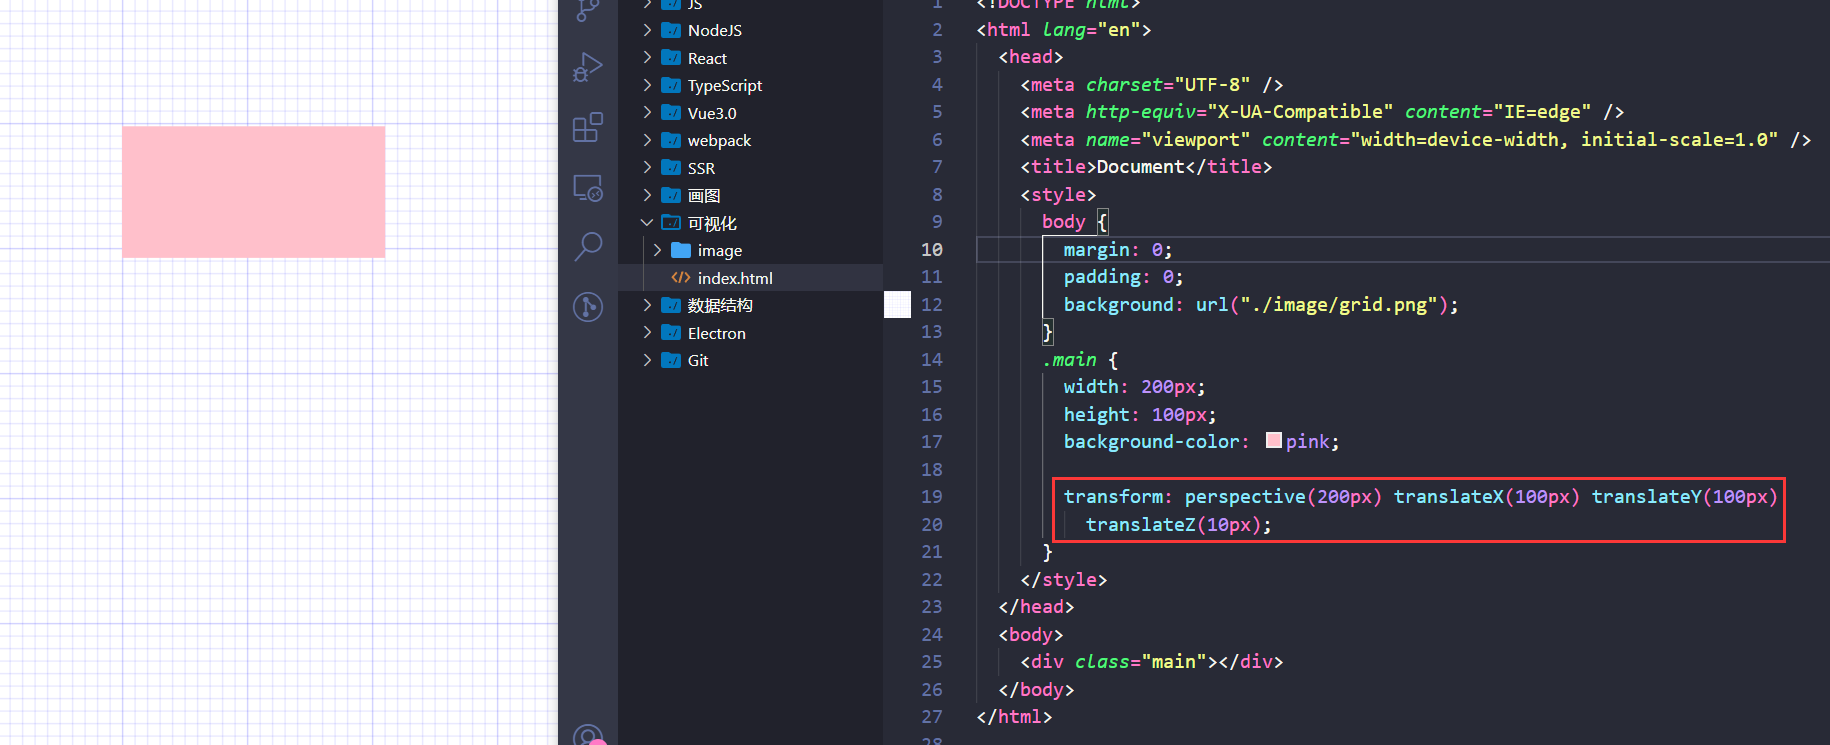 JS
NodeJS
React
TypeScript
Vue3.0
webpack
SSR
画图
可视化
image
index.html
数据结构
Electron
Git
1 <!DOCTYPE html>
2 <html lang="en">
3 <head>
4 <meta charset="UTF-8" />
5 <meta http-equiv="X-UA-Compatible" content="IE=edge" />
6 <meta name="viewport" content="width=device-width, initial-scale=1.0" />
7 <title>Document</title>
8 <style>
9 body {
10 margin: 0;
11 padding: 0;
12 background: url("./image/grid.png");
13 }
14 .main {
15 width: 200px;
16 height: 100px;
17 background-color: pink;
18
19 transform: perspective(200px) translateX(100px) translateY(100px)
20 translateZ(10px);
21 }
22 </style>
23 </head>
24 <body>
25 <div class="main"></div>
26 </body>
27 </html>
28